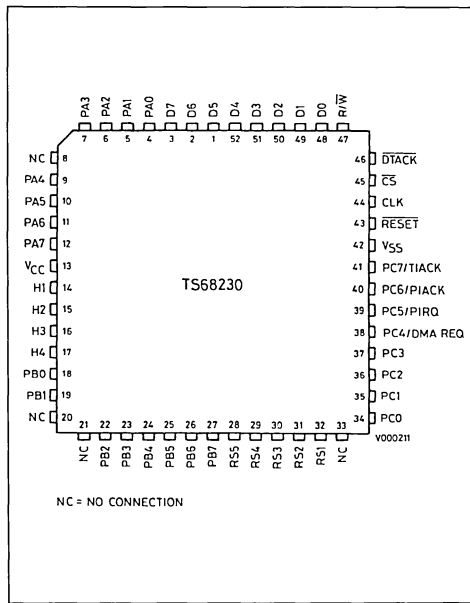 PA3 PA2 PA1 PA0 D7 D6 D5 D4 D3 D2 D1 D0 R/W
7 6 5 4 3 2 1 52 51 50 49 48 47
NC 8
PA4 9
PA5 10
PA6 11
PA7 12
VCC 13
H1 14
H2 15
H3 16
H4 17
PB0 18
PB1 19
NC 20
TS68230
46 DTACK
45 CS
44 CLK
43 RESET
42 VSS
41 PC7/TIACK
40 PC6/PIACK
39 PC5/PIRQ
38 PC4/DMA REQ
37 PC3
36 PC2
35 PC1
34 PC0
21 22 23 24 25 26 27 28 29 30 31 32 33
NC PB2 PB3 PB4 PB5 PB6 PB7 RS5 RS4 RS3 RS2 RS1 NC
V000211
NC = NO CONNECTION